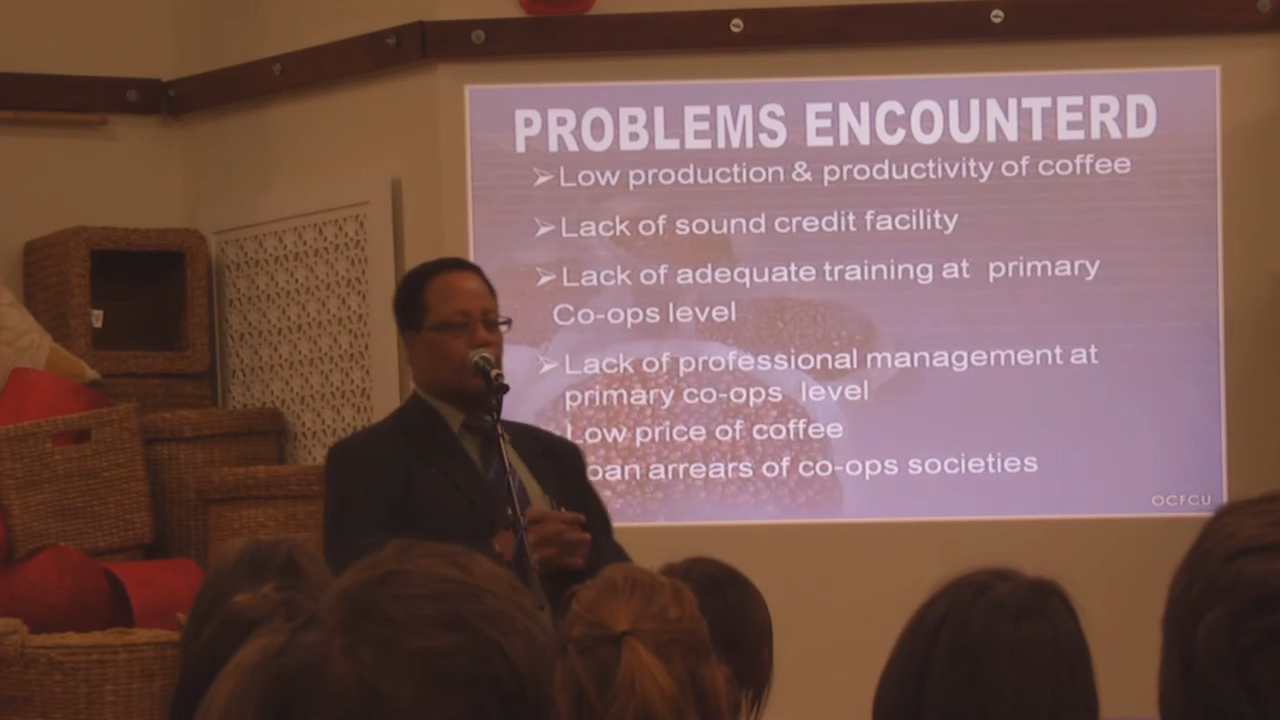 PROBLEMS ENCOUNTERD
➢Low production & productivity of coffee
➢Lack of sound credit facility
➢Lack of adequate training at primary
Co-ops level
➢Lack of professional management at
primary co-ops level
Low price of coffee
oan arrears of co-ops societies
OCFCU